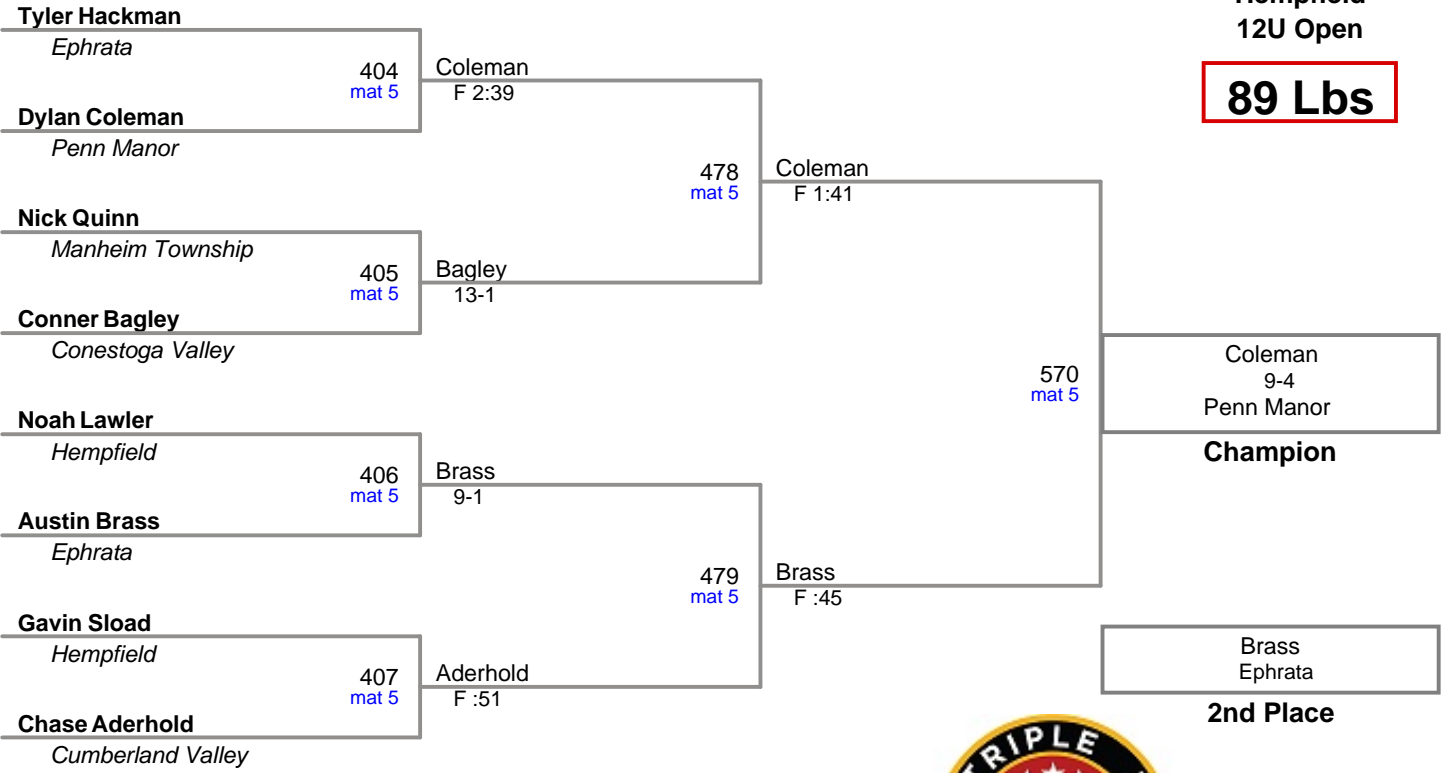 Hempfield
12U Open
89 Lbs
Tyler Hackman
Ephrata
404
mat 5
Coleman
F 2:39
Dylan Coleman
Penn Manor
478
mat 5
Coleman
F 1:41
Nick Quinn
Manheim Township
405
mat 5
Bagley
13-1
Conner Bagley
Conestoga Valley
570
mat 5
Coleman
9-4
Penn Manor
Champion
Noah Lawler
Hempfield
406
mat 5
Brass
9-1
Austin Brass
Ephrata
479
mat 5
Brass
F :45
Gavin Sload
Hempfield
407
mat 5
Aderhold
F :51
Chase Aderhold
Cumberland Valley
Brass
Ephrata
2nd Place
TRIPLE